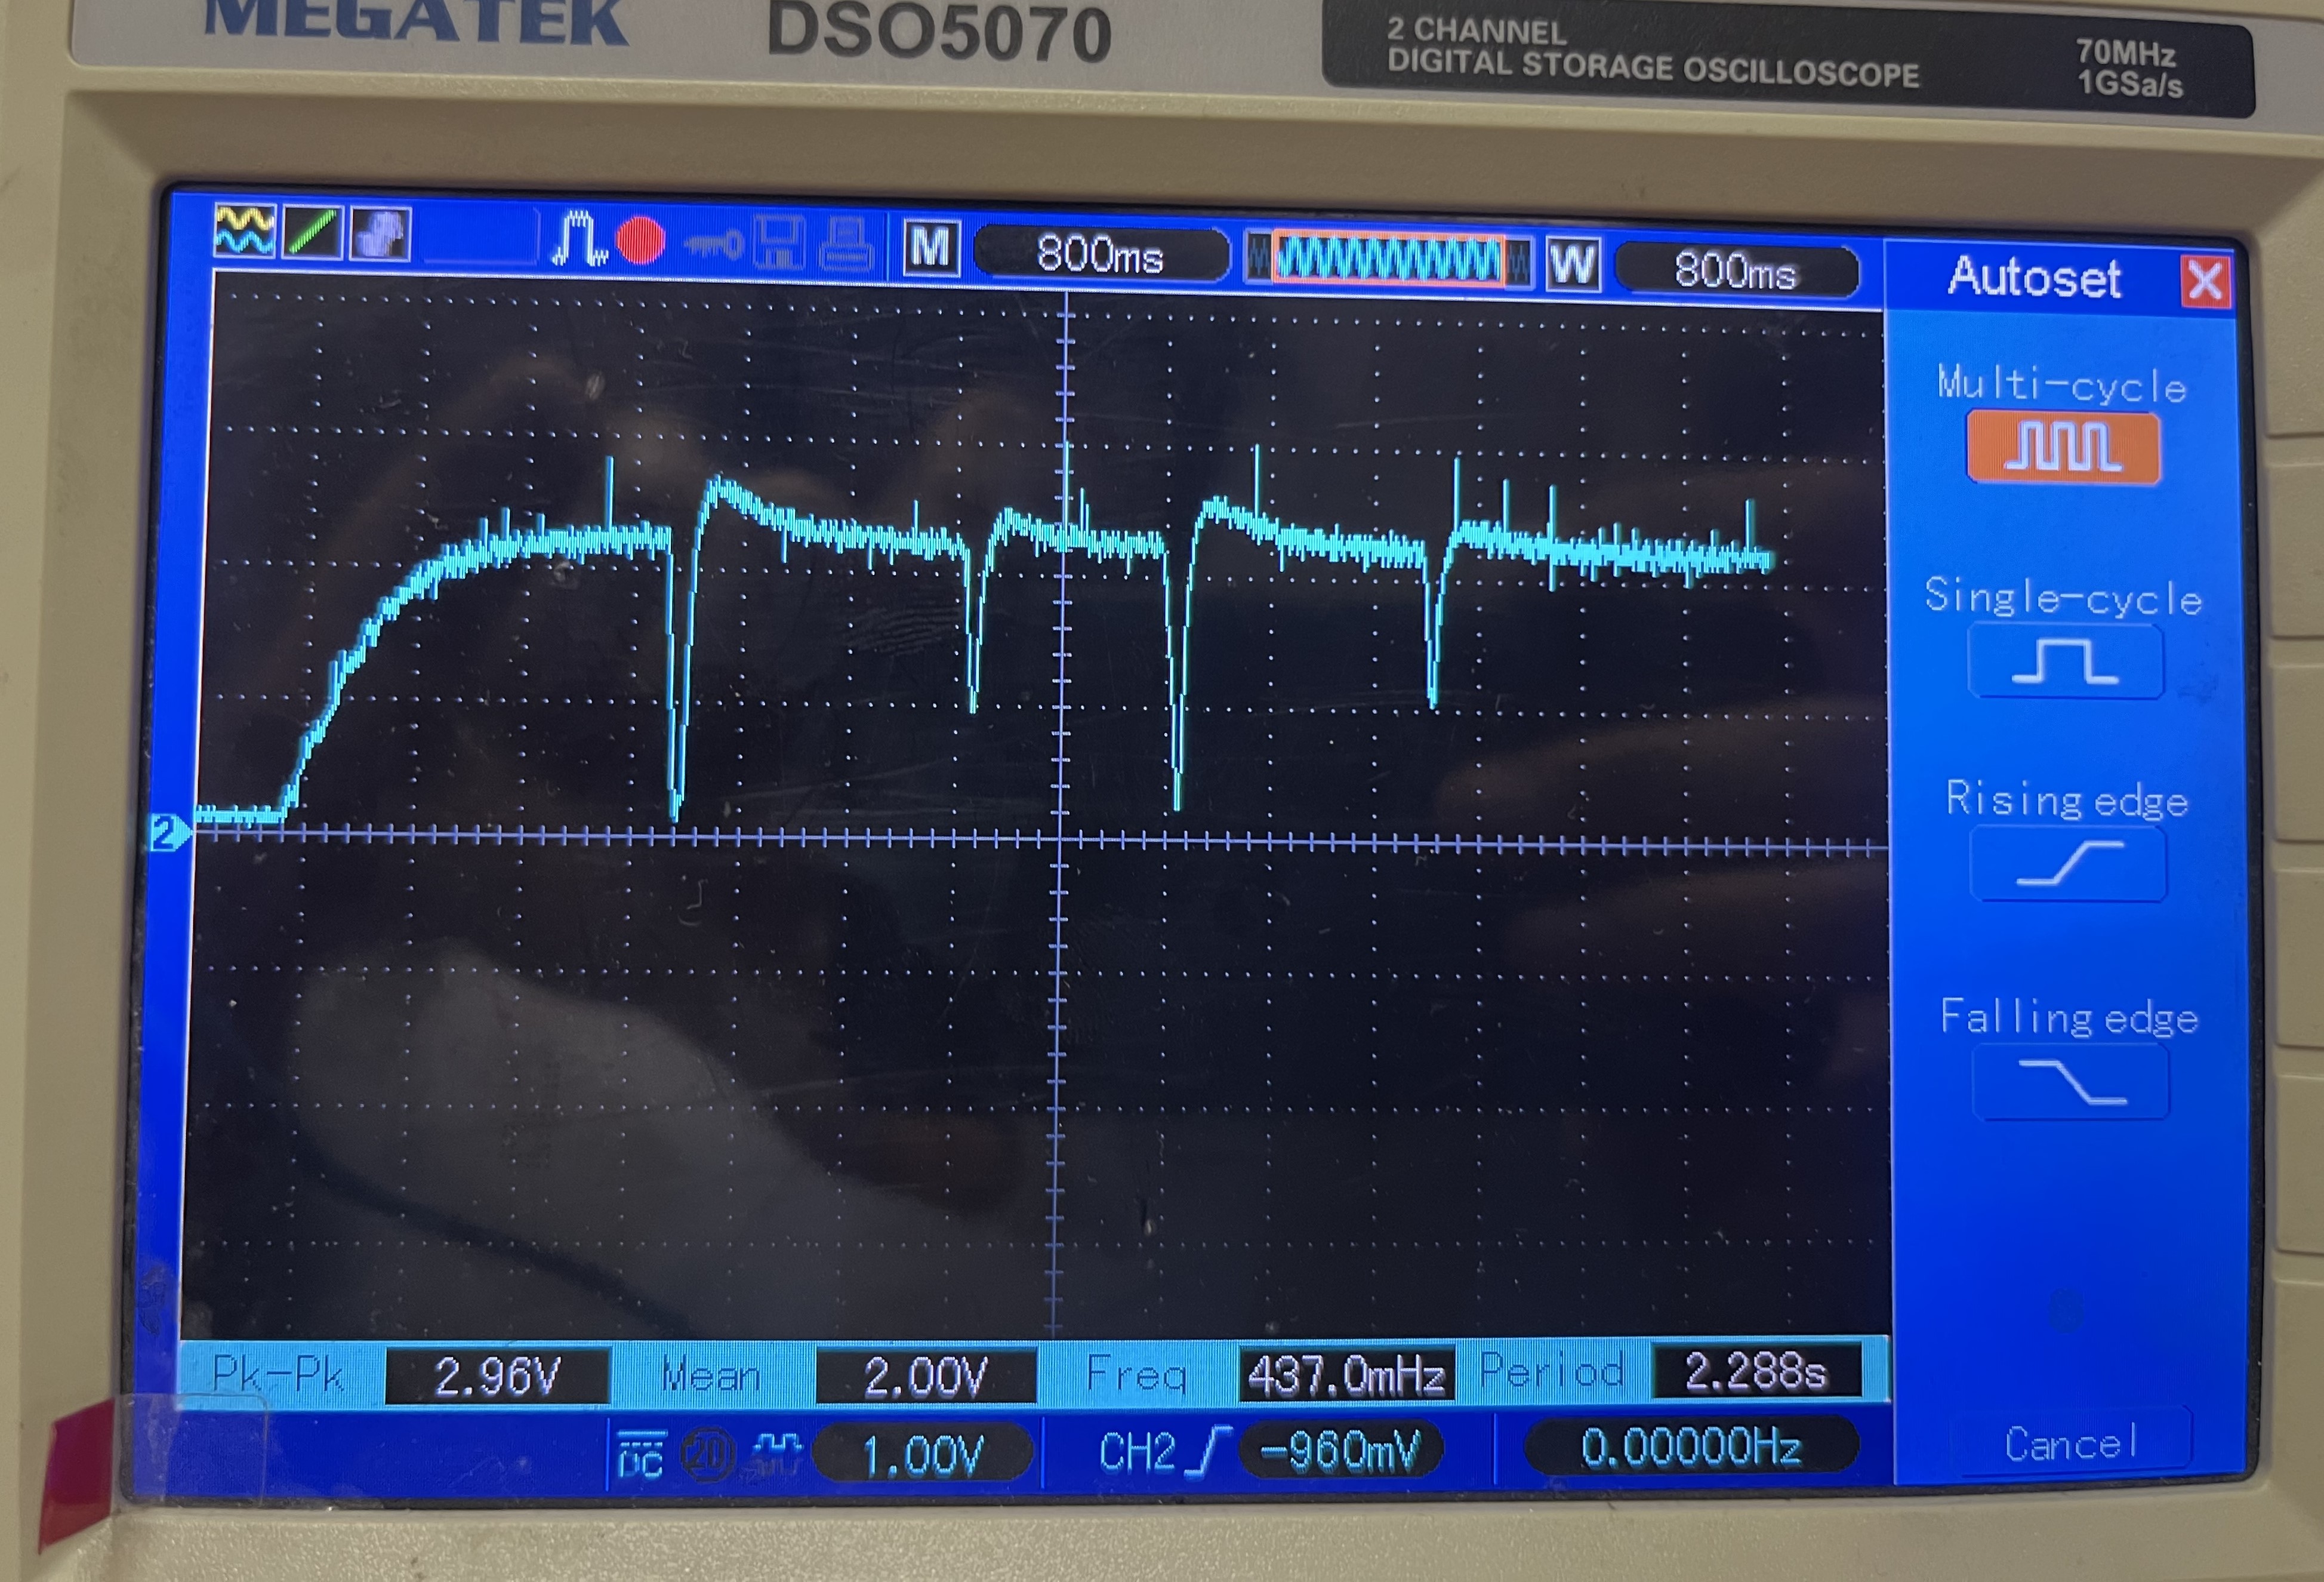 MEGATEK DSO5070
2 CHANNEL
DIGITAL STORAGE OSCILLOSCOPE
70MHz
1GSa/s
M 800ms W 800ms
Autoset X
Multi-cycle
Single-cycle
Rising edge
Falling edge
Cancel
2
Pk-Pk 2.96V Mean 2.00V Freq 437.0mHz Period 2.288s
DC 20 1.00V CH2 -960mV 0.00000Hz